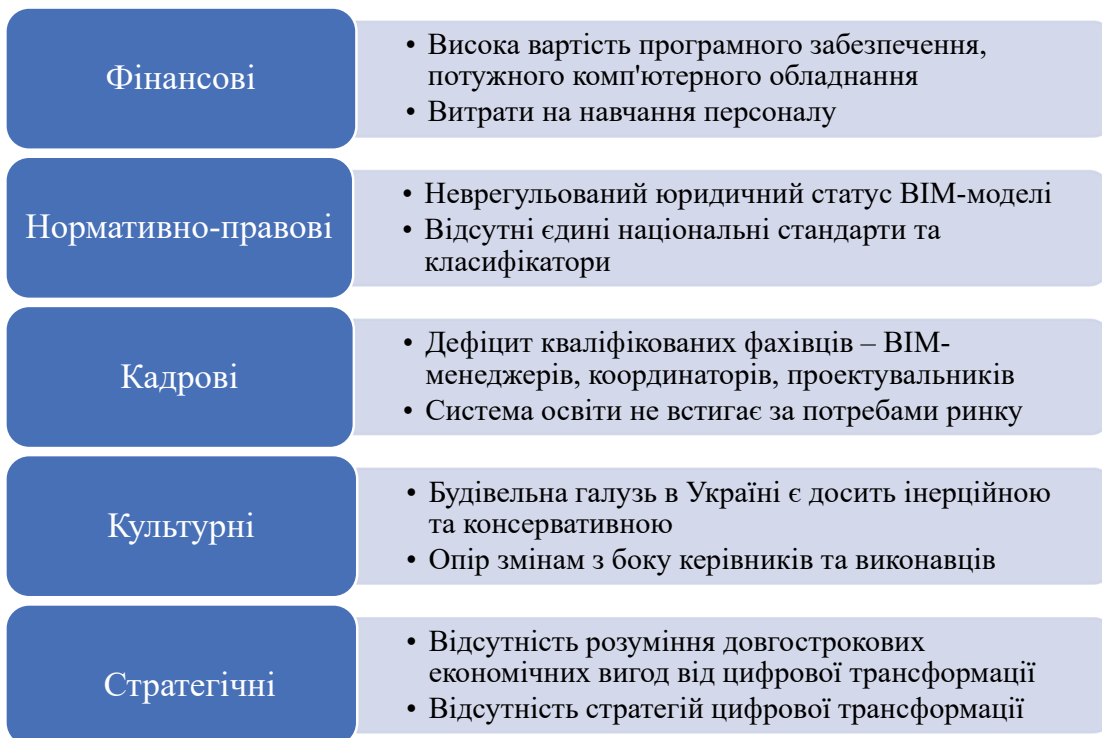 Фінансові
• Висока вартість програмного забезпечення,
потужного комп'ютерного обладнання
• Витрати на навчання персоналу
Нормативно-правові
• Неврегульований юридичний статус BIM-моделі
• Відсутні єдині національні стандарти та
класифікатори
Кадрові
• Дефіцит кваліфікованих фахівців – BIM-
менеджерів, координаторів, проектувальників
• Система освіти не встигає за потребами ринку
Культурні
• Будівельна галузь в Україні є досить інерційною
та консервативною
• Опір змінам з боку керівників та виконавців
Стратегічні
• Відсутність розуміння довгострокових
економічних вигод від цифрової трансформації
• Відсутність стратегій цифрової трансформації